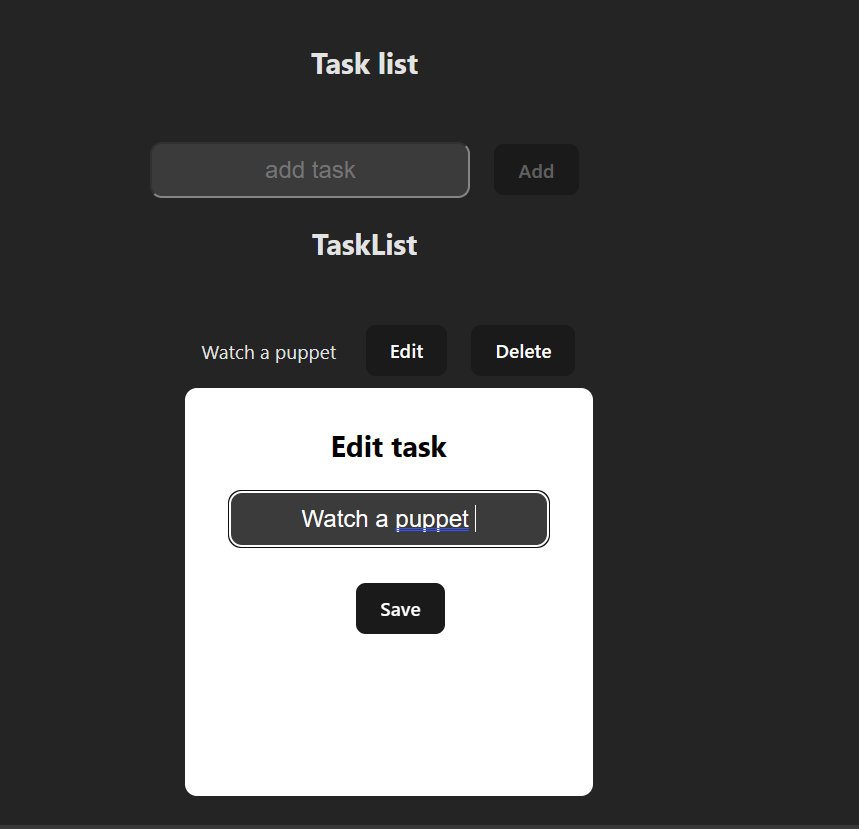 Task list
add task Add
TaskList
Watch a puppet Edit Delete
Edit task
Watch a puppet
Save